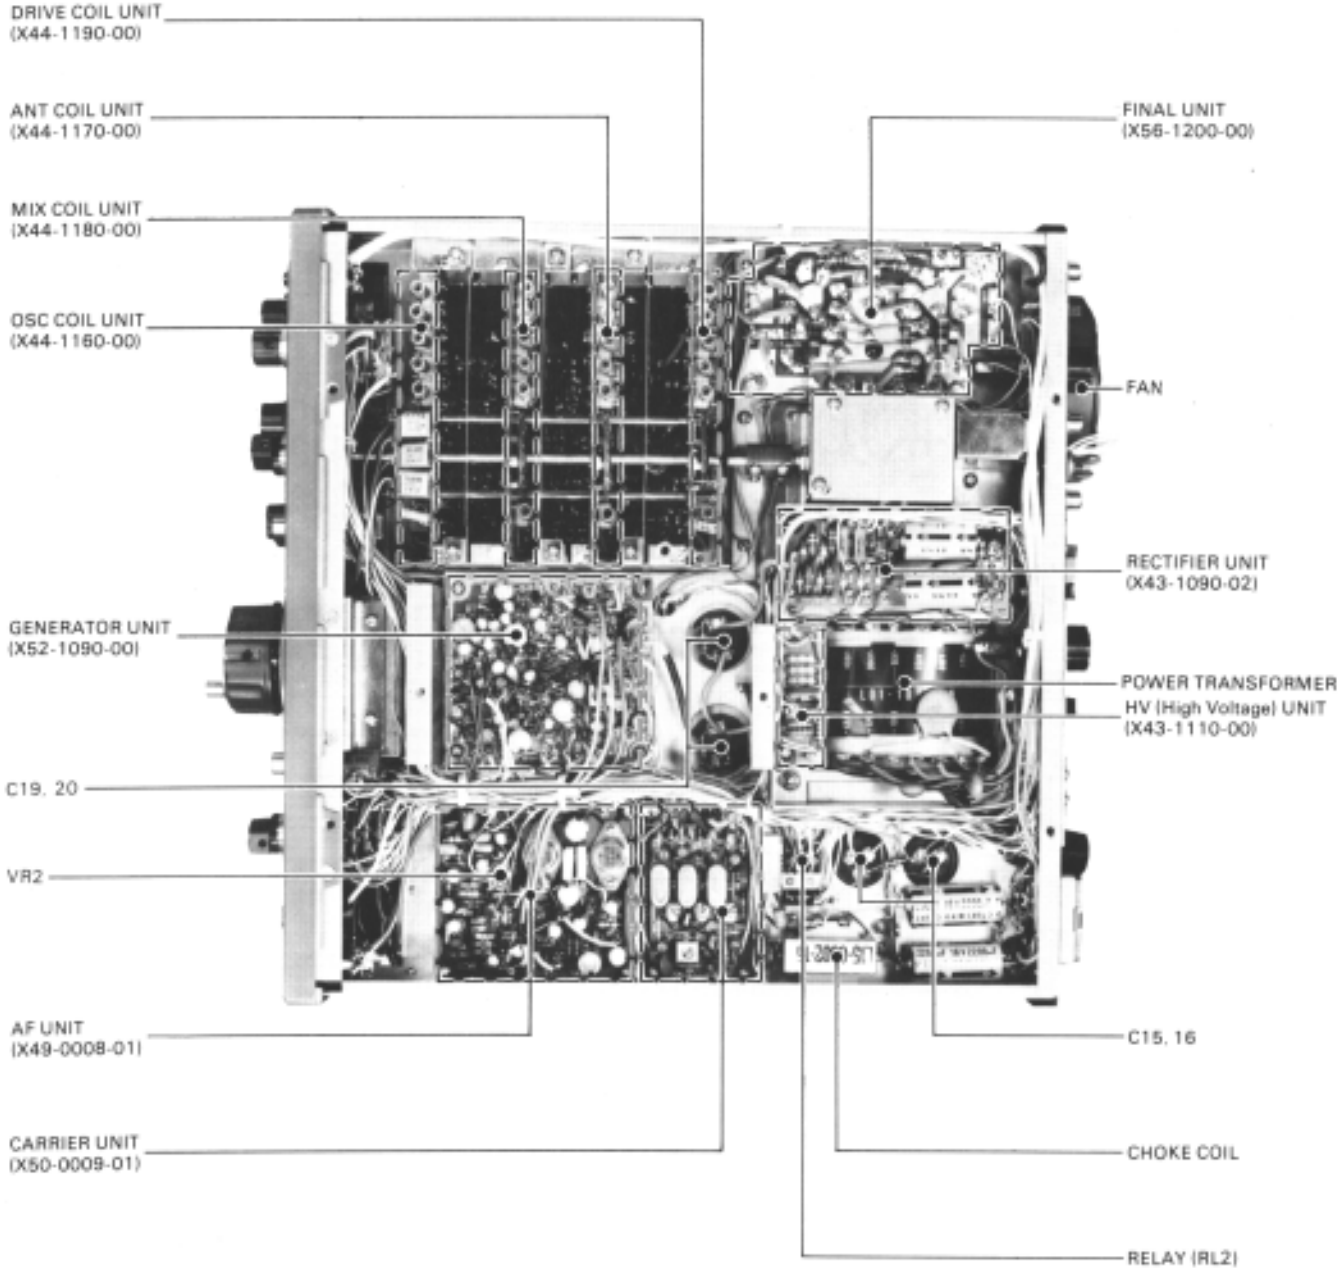 DRIVE COIL UNIT
(X44-1190-00)
ANT COIL UNIT
(X44-1170-00)
MIX COIL UNIT
(X44-1180-00)
OSC COIL UNIT
(X44-1160-00)
GENERATOR UNIT
(X52-1090-00)
C19, 20
VR2
AF UNIT
(X49-0008-01)
CARRIER UNIT
(X50-0009-01)
FINAL UNIT
(X56-1200-00)
FAN
RECTIFIER UNIT
(X43-1090-02)
POWER TRANSFORMER
HV (High Voltage) UNIT
(X43-1110-00)
C15, 16
CHOKE COIL
RELAY (RL2)